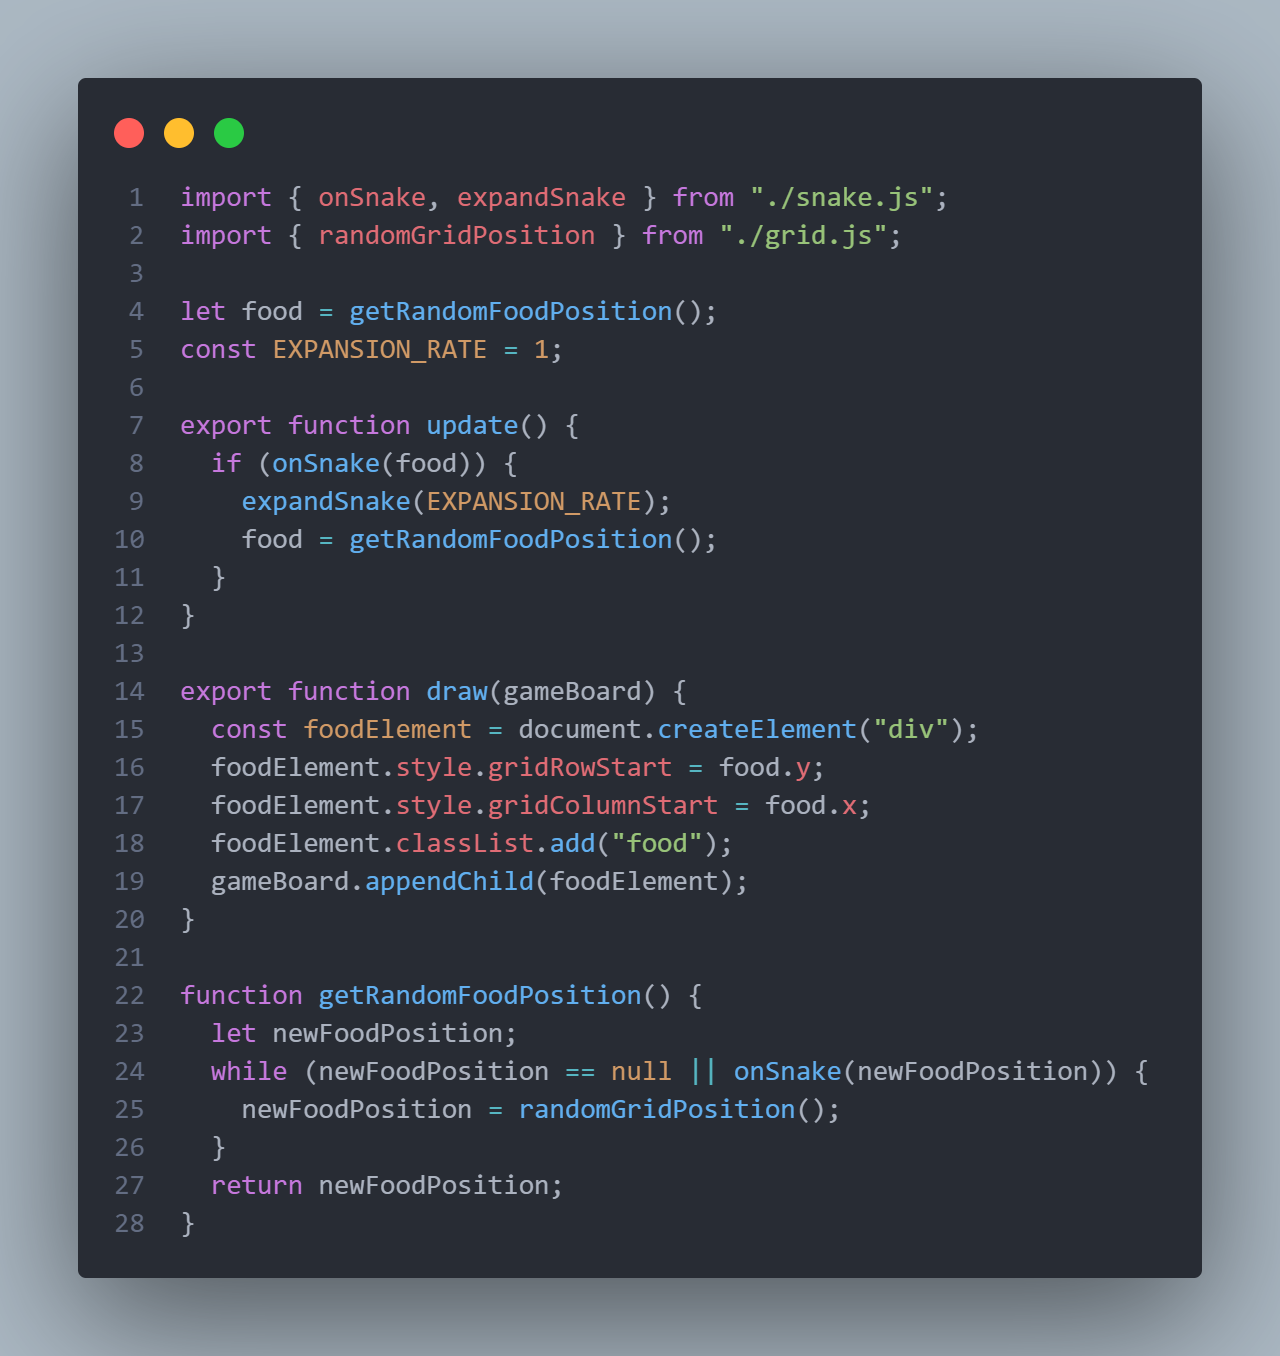 1 import { onSnake, expandSnake } from "./snake.js";
2 import { randomGridPosition } from "./grid.js";
3
4 let food = getRandomFoodPosition();
5 const EXPANSION_RATE = 1;
6
7 export function update() {
8   if (onSnake(food)) {
9     expandSnake(EXPANSION_RATE);
10     food = getRandomFoodPosition();
11   }
12 }
13
14 export function draw(gameBoard) {
15   const foodElement = document.createElement("div");
16   foodElement.style.gridRowStart = food.y;
17   foodElement.style.gridColumnStart = food.x;
18   foodElement.classList.add("food");
19   gameBoard.appendChild(foodElement);
20 }
21
22 function getRandomFoodPosition() {
23   let newFoodPosition;
24   while (newFoodPosition == null || onSnake(newFoodPosition)) {
25     newFoodPosition = randomGridPosition();
26   }
27   return newFoodPosition;
28 }